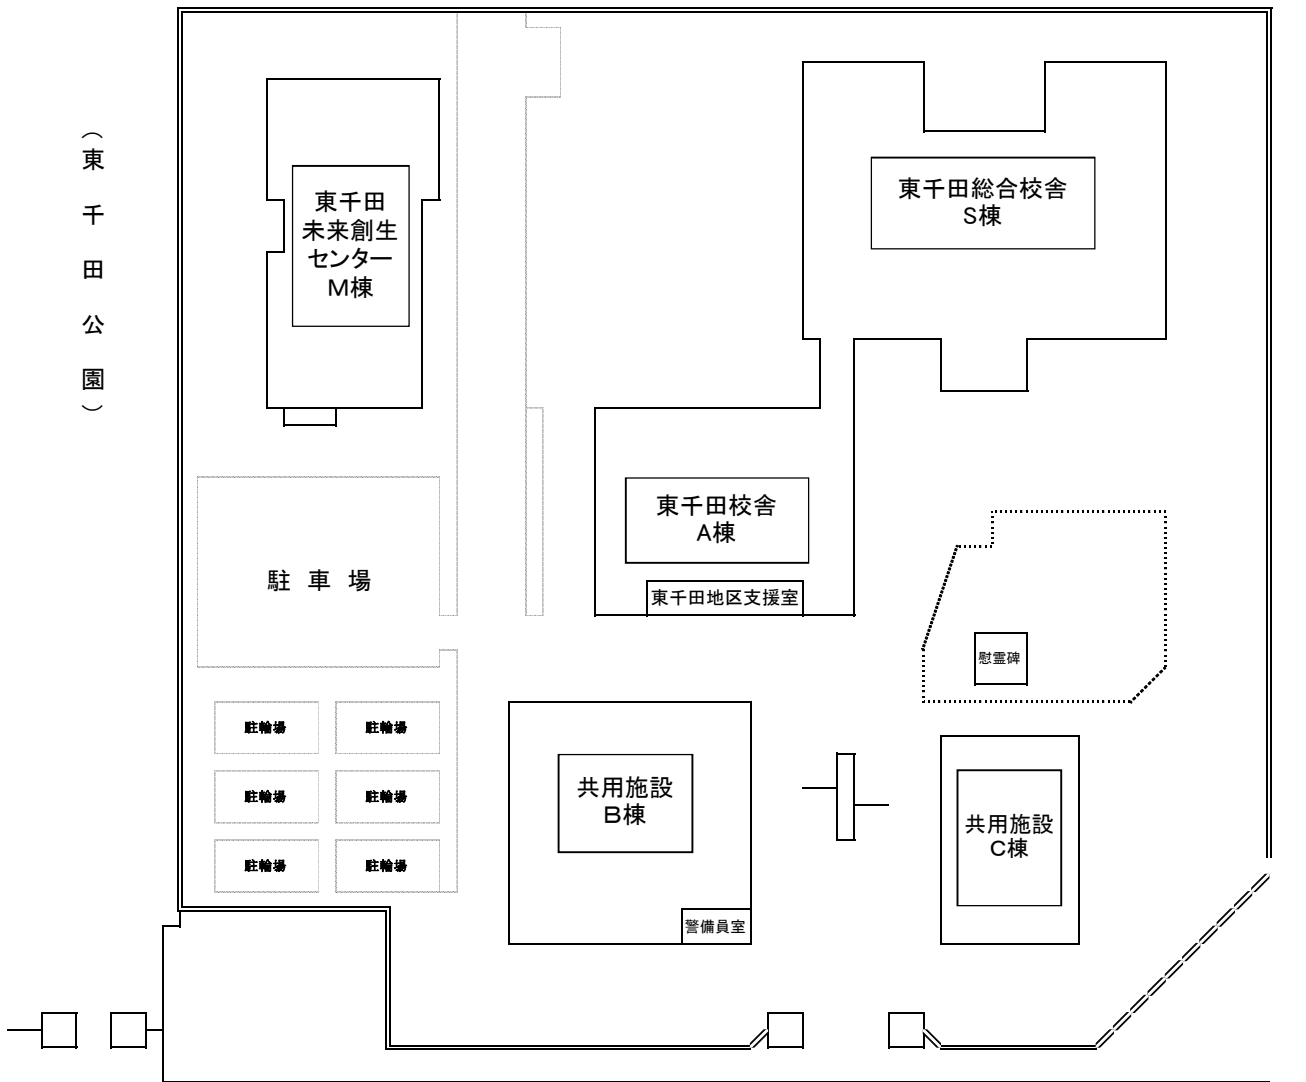 （東千田公園）
東千田
未来創生
センター
Ｍ棟
東千田総合校舎
S棟
東千田校舎
A棟
東千田地区支援室
駐車場
慰霊碑
駐輪場
駐輪場
駐輪場
駐輪場
駐輪場
駐輪場
共用施設
Ｂ棟
警備員室
共用施設
C棟